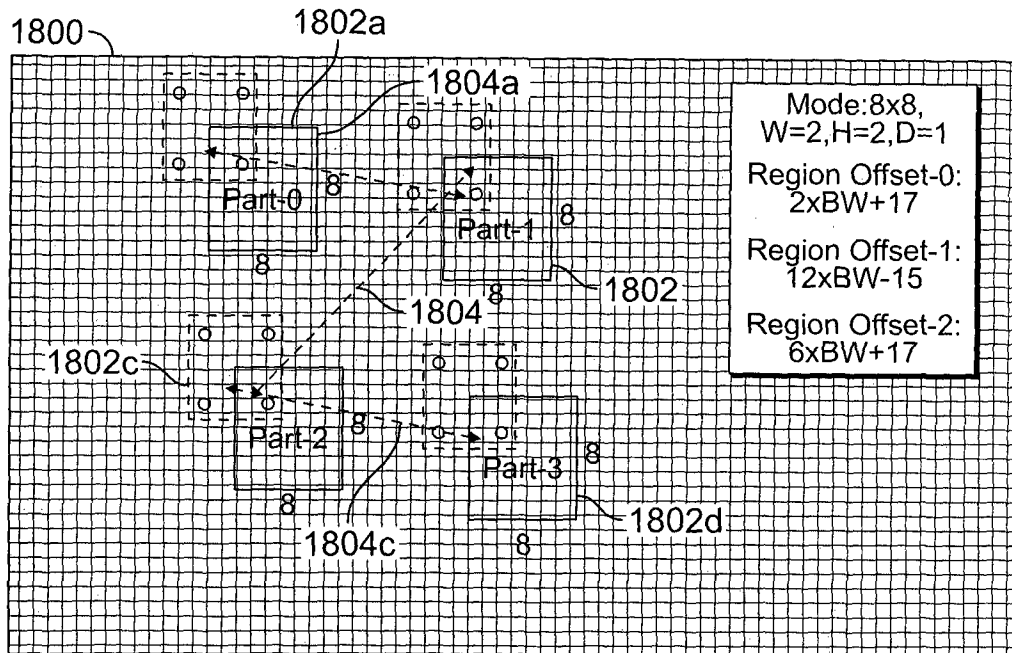 1800
1802a
1804a
Mode:8x8,
W=2,H=2,D=1
Region Offset-0:
2xBW+17
Region Offset-1:
12xBW-15
Region Offset-2:
6xBW+17
Part-0
8
8
Part-1
8
8
1802
1804
1802c
Part-2
8
8
Part-3
8
8
1802d
1804c